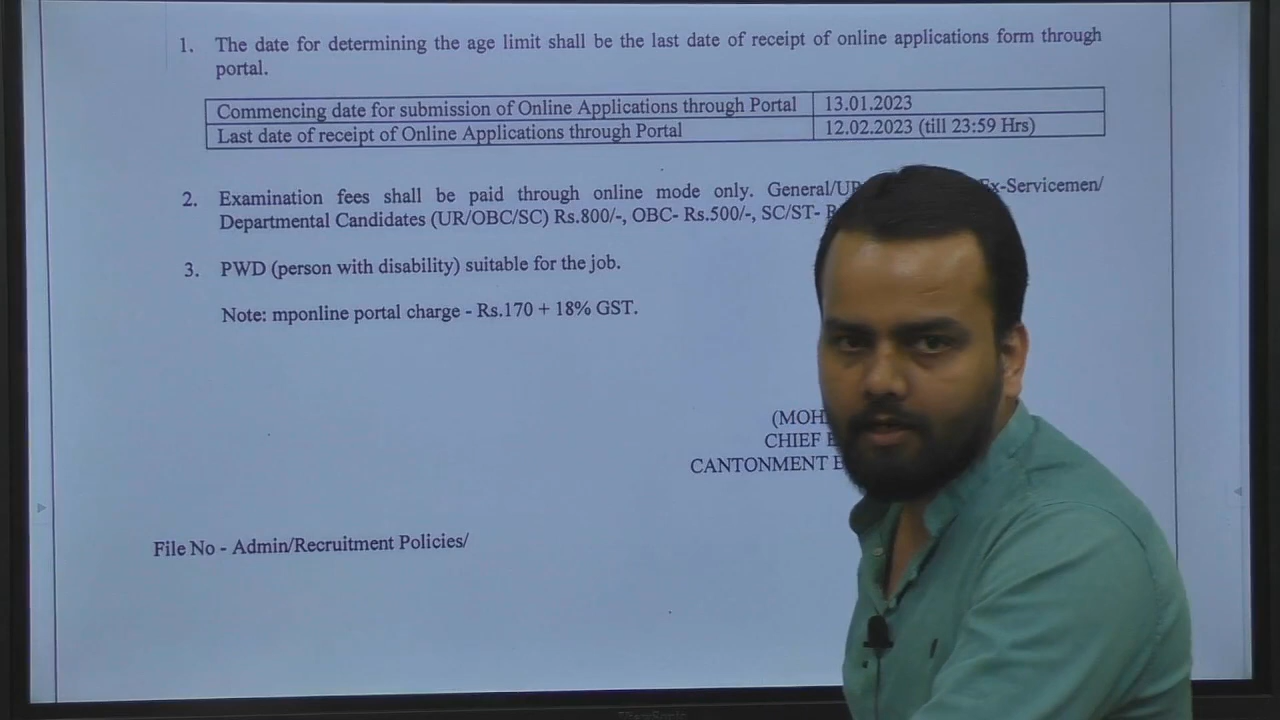 1. The date for determining the age limit shall be the last date of receipt of online applications form through
portal.
Commencing date for submission of Online Applications through Portal 13.01.2023
Last date of receipt of Online Applications through Portal 12.02.2023 (till 23:59 Hrs)
2. Examination fees shall be paid through online mode only. General/UR Ex-Servicemen/
Departmental Candidates (UR/OBC/SC) Rs.800/-, OBC- Rs.500/-, SC/ST-
3. PWD (person with disability) suitable for the job.
Note: mponline portal charge - Rs.170 + 18% GST.
(MOH
CHIEF
CANTONMENT
File No - Admin/Recruitment Policies/